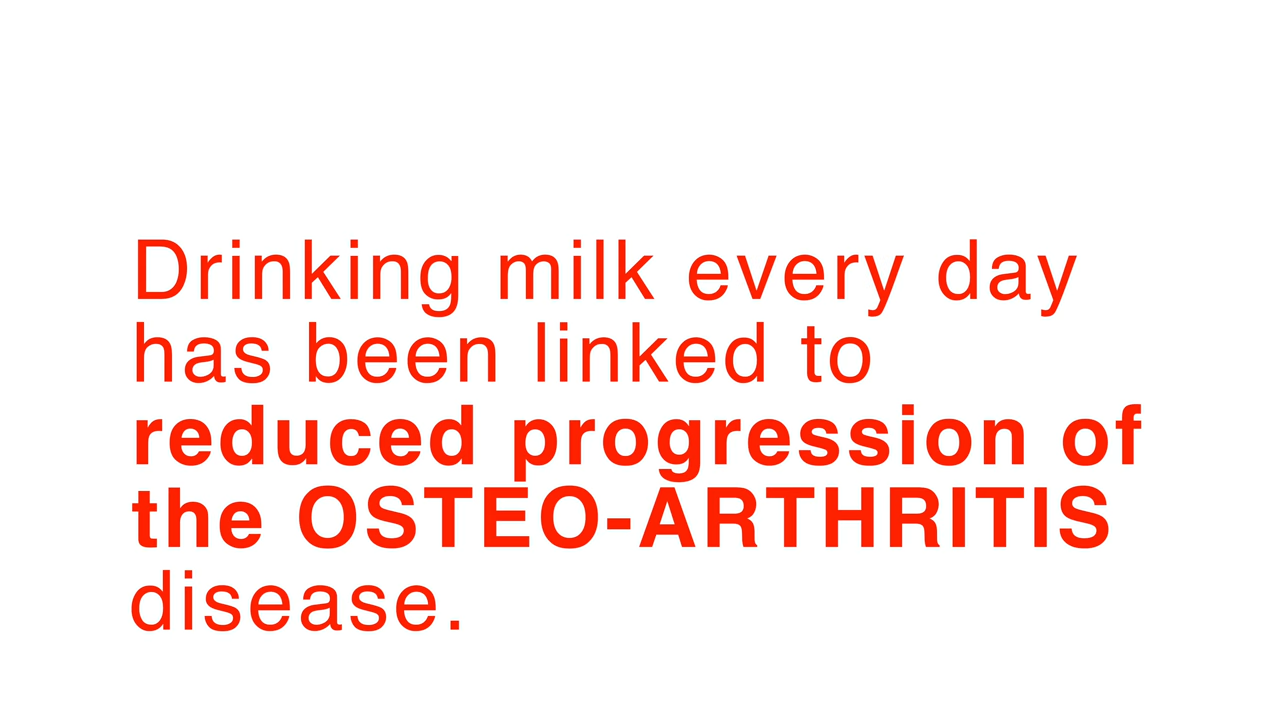 Drinking milk every day
has been linked to
reduced progression of
the OSTEO-ARTHRITIS
disease.